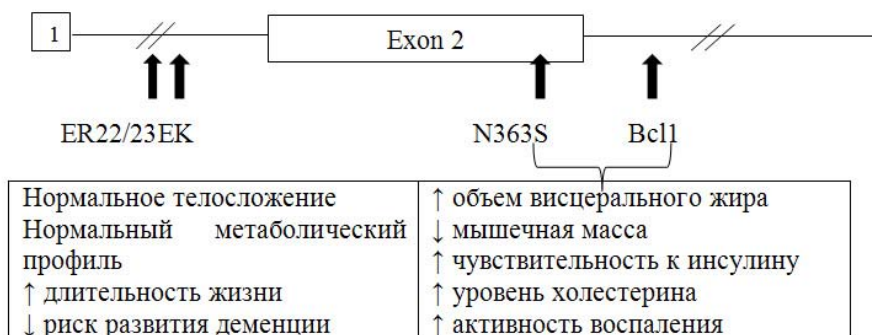 1
Exon 2
ER22/23EK
N363S
Bcl1
Нормальное телосложение
Нормальный метаболический
профиль
↑ длительность жизни
↓ риск развития деменции
↑ объем висцерального жира
↓ мышечная масса
↑ чувствительность к инсулину
↑ уровень холестерина
↑ активность воспаления